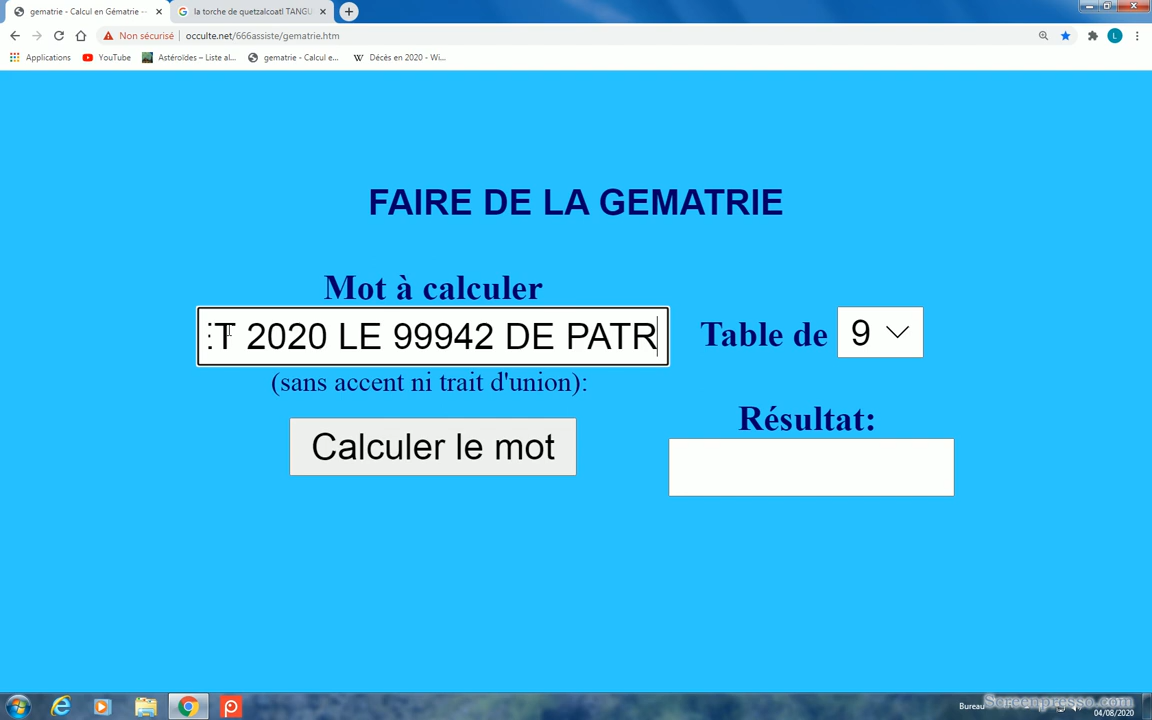 gematrie - Calcul en Gématrie -
la torche de quetzalcoatl TANGU
Non sécurisé
occulte.net/666assiste/gematrie.htm
Applications
YouTube
Astéroïdes – Liste al...
gematrie - Calcul e...
Décès en 2020 - Wi...
FAIRE DE LA GEMATRIE
Mot à calculer
T 2020 LE 99942 DE PATR
Table de 9
(sans accent ni trait d'union):
Calculer le mot
Résultat:
Bureau
Screenpresso.com
04/08/2020